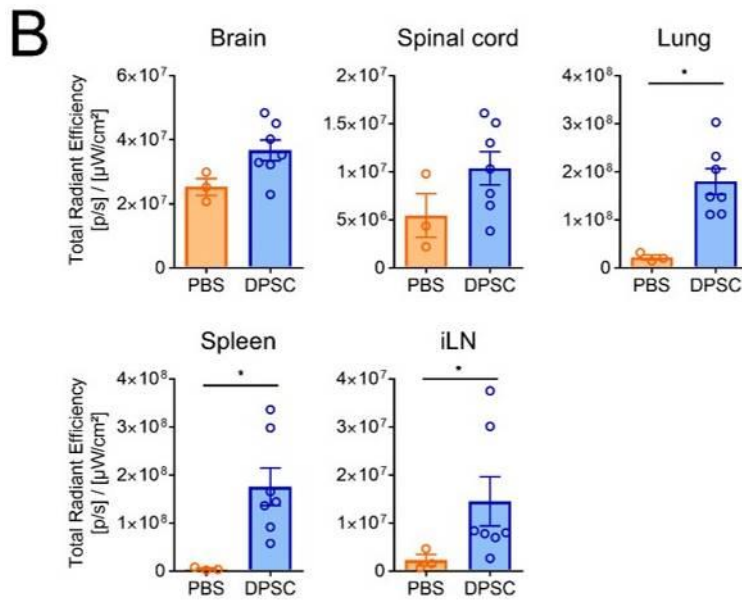 B
Brain
Spinal cord
Lung
Total Radiant Efficiency
[p/s] / [µW/cm²]
6×10⁷
4×10⁷
2×10⁷
0
PBS DPSC
2×10⁷
1.5×10⁷
1×10⁷
5×10⁶
0
PBS DPSC
*
4×10⁸
3×10⁸
2×10⁸
1×10⁸
0
PBS DPSC
Spleen
iLN
Total Radiant Efficiency
[p/s] / [µW/cm²]
*
4×10⁸
3×10⁸
2×10⁸
1×10⁸
0
PBS DPSC
*
4×10⁷
3×10⁷
2×10⁷
1×10⁷
0
PBS DPSC